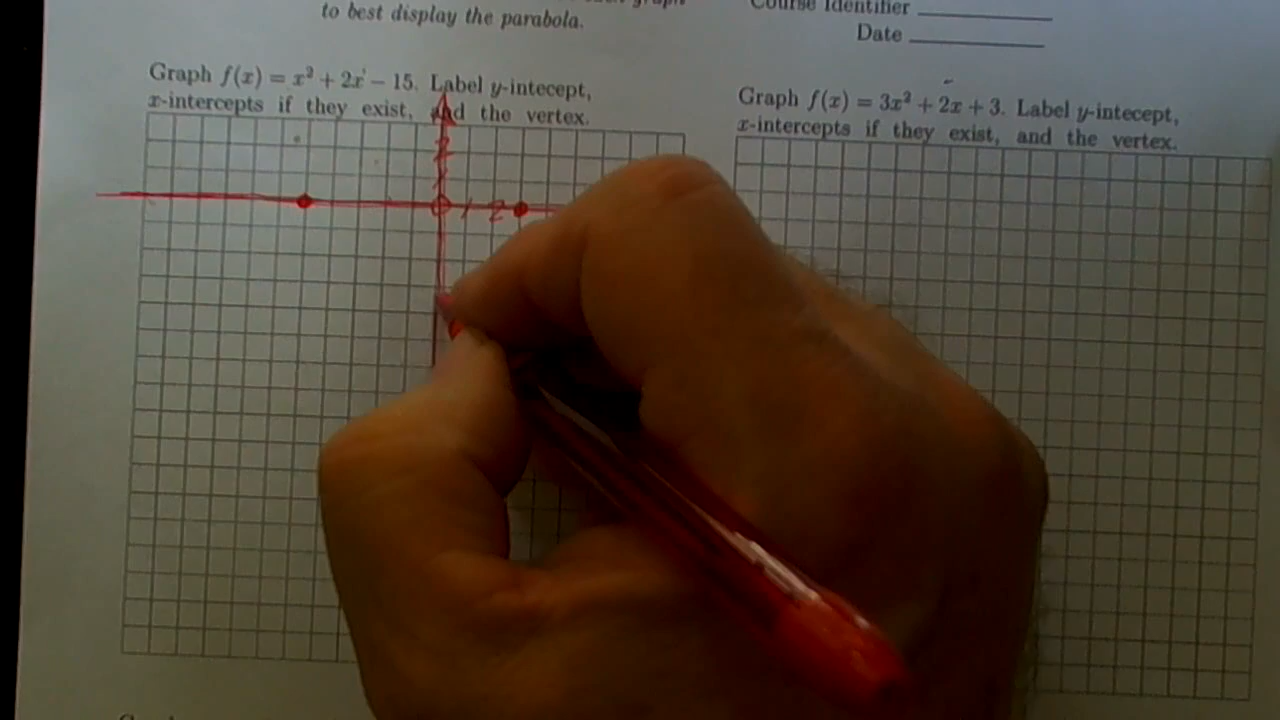 to best display the parabola.
Course Identifier
Date
Graph f(x) = x² + 2x − 15. Label y-intecept,
x-intercepts if they exist, and the vertex.
2
1
1 2
Graph f(x) = 3x² + 2x + 3. Label y-intecept,
x-intercepts if they exist, and the vertex.